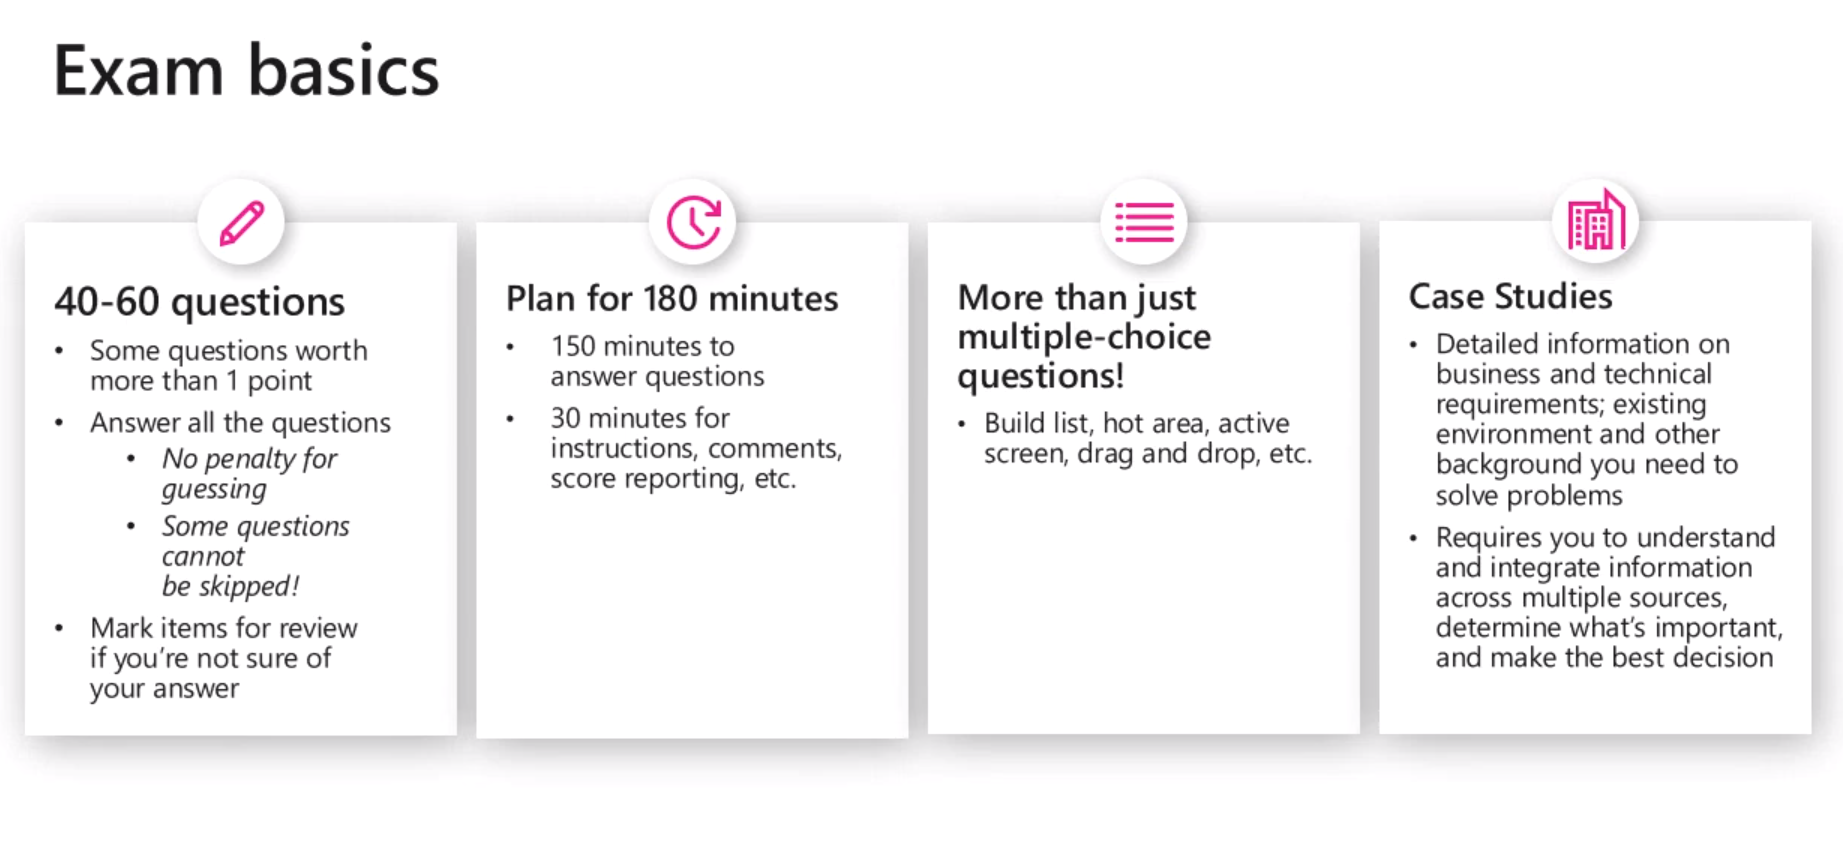 Exam basics
40-60 questions
• Some questions worth
more than 1 point
• Answer all the questions
• No penalty for
guessing
• Some questions
cannot
be skipped!
• Mark items for review
if you're not sure of
your answer
Plan for 180 minutes
• 150 minutes to
answer questions
• 30 minutes for
instructions, comments,
score reporting, etc.
More than just
multiple-choice
questions!
• Build list, hot area, active
screen, drag and drop, etc.
Case Studies
• Detailed information on
business and technical
requirements; existing
environment and other
background you need to
solve problems
• Requires you to understand
and integrate information
across multiple sources,
determine what's important,
and make the best decision